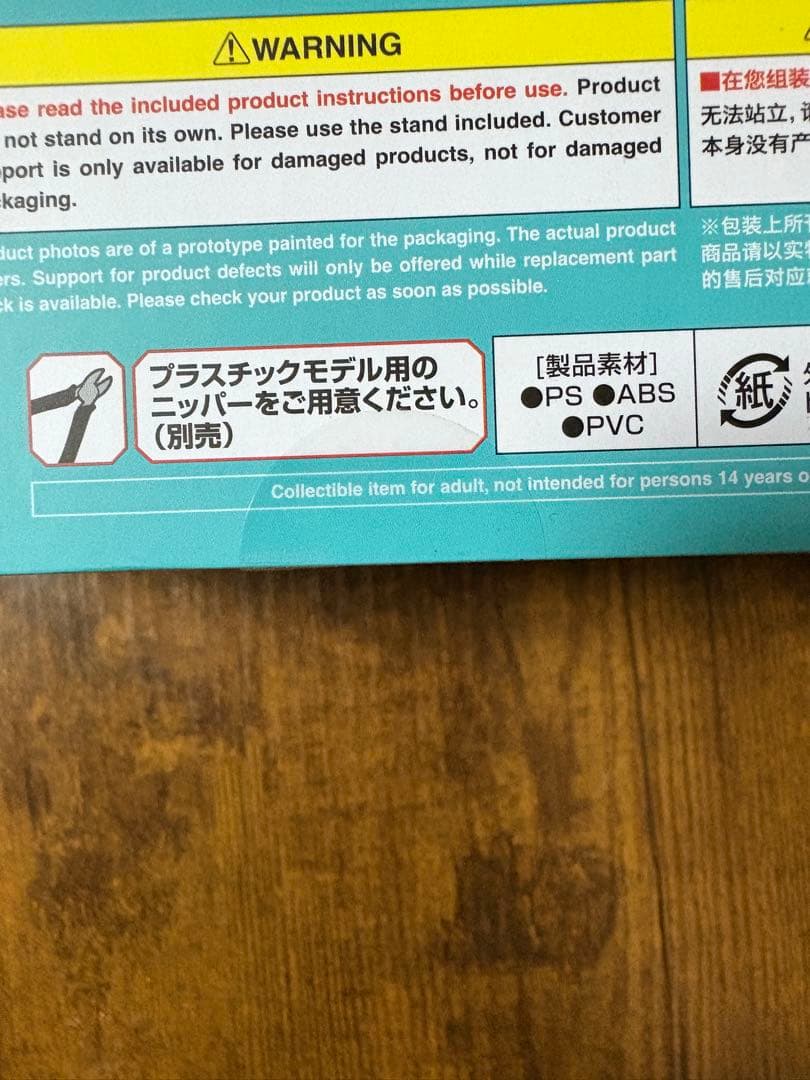 WARNING
ase read the included product instructions before use. Product
not stand on its own. Please use the stand included. Customer
port is only available for damaged products, not for damaged
kaging.
duct photos are of a prototype painted for the packaging. The actual product
ers. Support for product defects will only be offered while replacement part
ck is available. Please check your product as soon as possible.
■在您组装
无法站立,
本身没有产
※包装上所
商品请以实
的售后对应
プラスチックモデル用の
ニッパーをご用意ください。
(別売)
[製品素材]
●PS ●ABS
●PVC
紙
Collectible item for adult, not intended for persons 14 years o